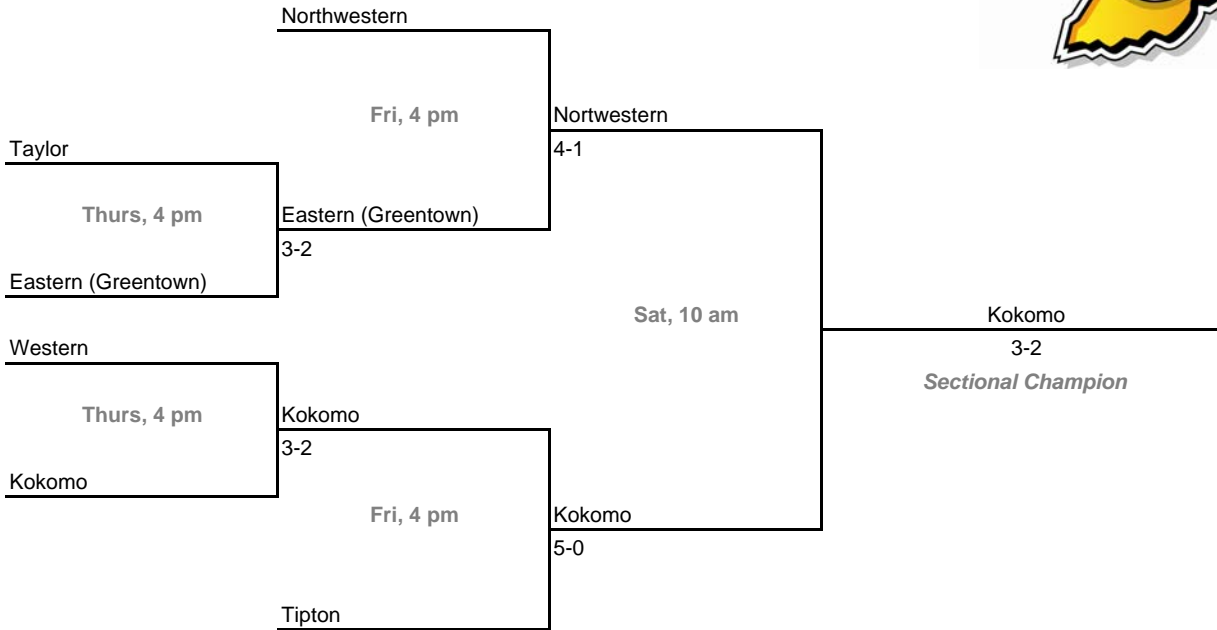 Northwestern
Fri, 4 pm
Nortwestern
Taylor
4-1
Thurs, 4 pm
Eastern (Greentown)
3-2
Eastern (Greentown)
Sat, 10 am
Kokomo
Western
3-2
Sectional Champion
Thurs, 4 pm
Kokomo
3-2
Kokomo
Fri, 4 pm
Kokomo
5-0
Tipton